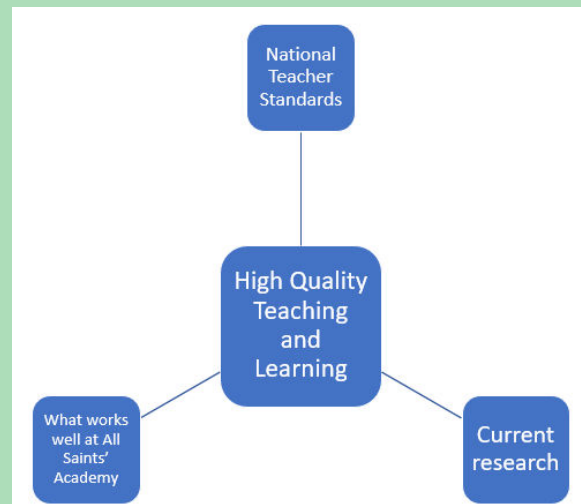 National
Teacher
Standards
High Quality
Teaching
and
Learning
What works
well at All
Saints’
Academy
Current
research